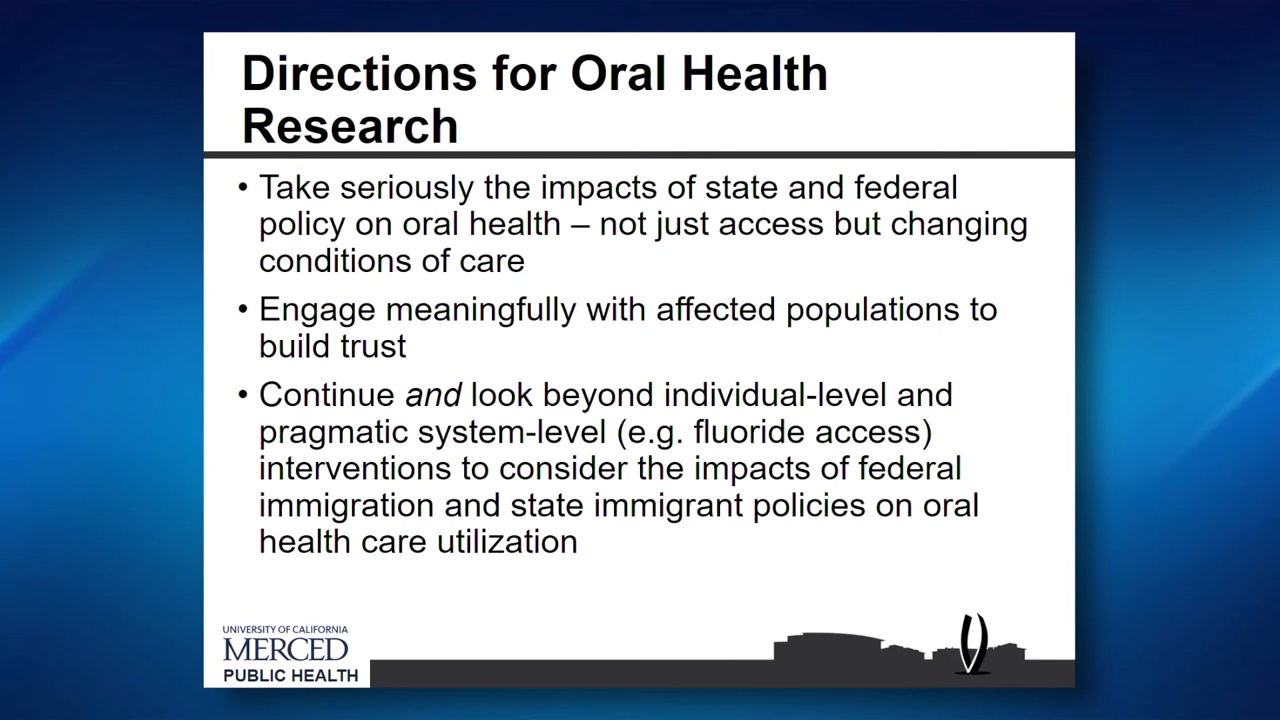 Directions for Oral Health
Research
• Take seriously the impacts of state and federal
policy on oral health – not just access but changing
conditions of care
• Engage meaningfully with affected populations to
build trust
• Continue and look beyond individual-level and
pragmatic system-level (e.g. fluoride access)
interventions to consider the impacts of federal
immigration and state immigrant policies on oral
health care utilization
UNIVERSITY OF CALIFORNIA
MERCED
PUBLIC HEALTH